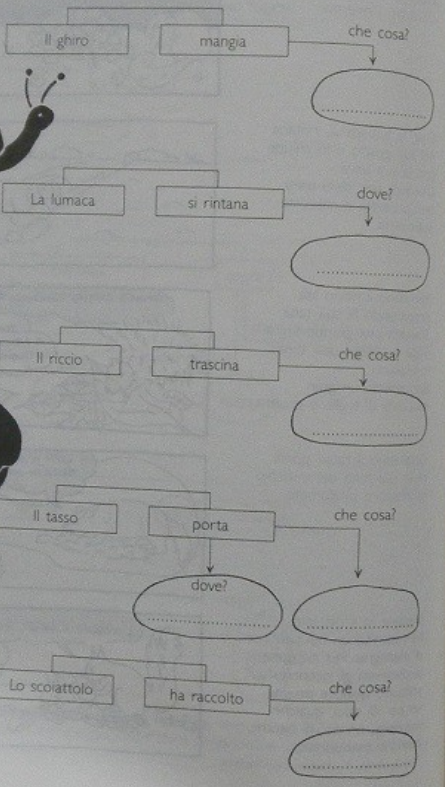 Il ghiro mangia che cosa?
La lumaca si rintana dove?
Il riccio trascina che cosa?
Il tasso porta che cosa?
dove?
Lo scoiattolo ha raccolto che cosa?